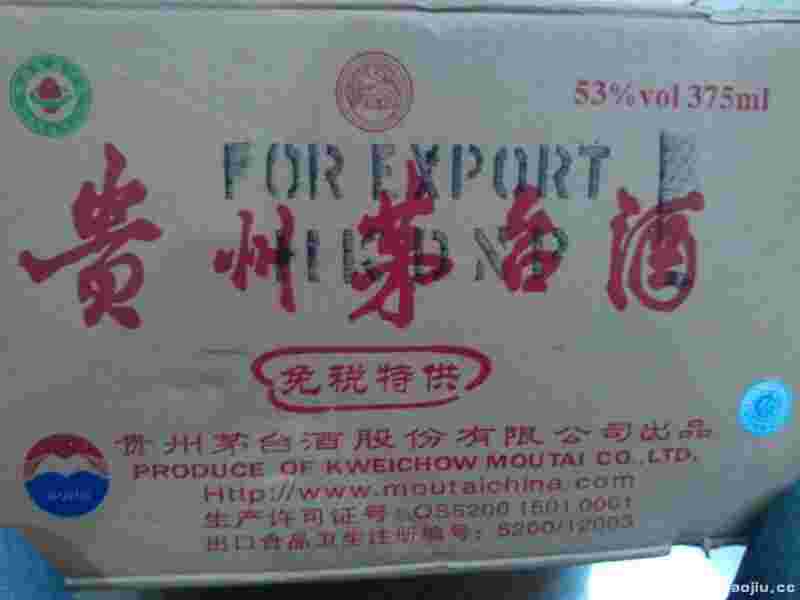 53%vol 375ml
FOR EXPORT
贵州茅台酒
免税特供
贵州茅台酒股份有限公司出品
PRODUCE OF KWEICHOW MOUTAI CO.,LTD.
Http://www.moutaichina.com
生产许可证号:QS5200 1501 0001
出口食品卫生注册编号: 5200/12003